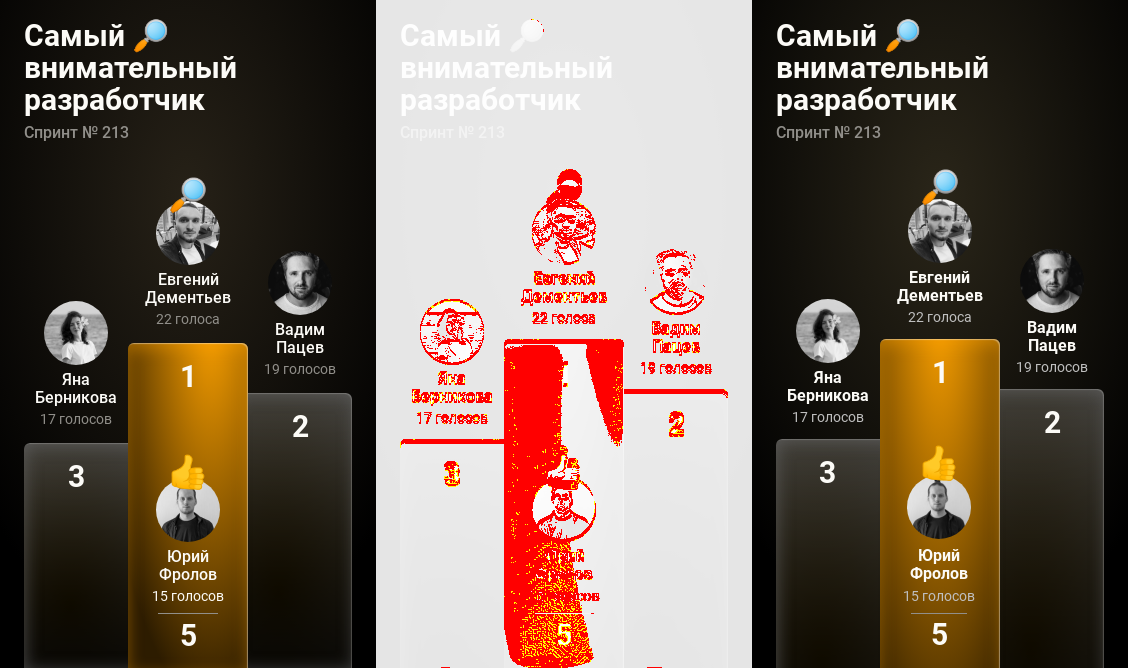 Самый 🔎
внимательный
разработчик
Спринт № 213
Евгений
Дементьев
22 голоса
Вадим
Пацев
19 голосов
Яна
Берникова
17 голосов
1
2
3
Юрий
Фролов
15 голосов
5
Самый
внимательный
разработчик
Спринт № 213
Евгений
Дементьев
22 голоса
Вадим
Пацев
19 голосов
Яна
Берникова
17 голосов
2
3
5
Самый 🔎
внимательный
разработчик
Спринт № 213
Евгений
Дементьев
22 голоса
Вадим
Пацев
19 голосов
Яна
Берникова
17 голосов
1
2
3
Юрий
Фролов
15 голосов
5